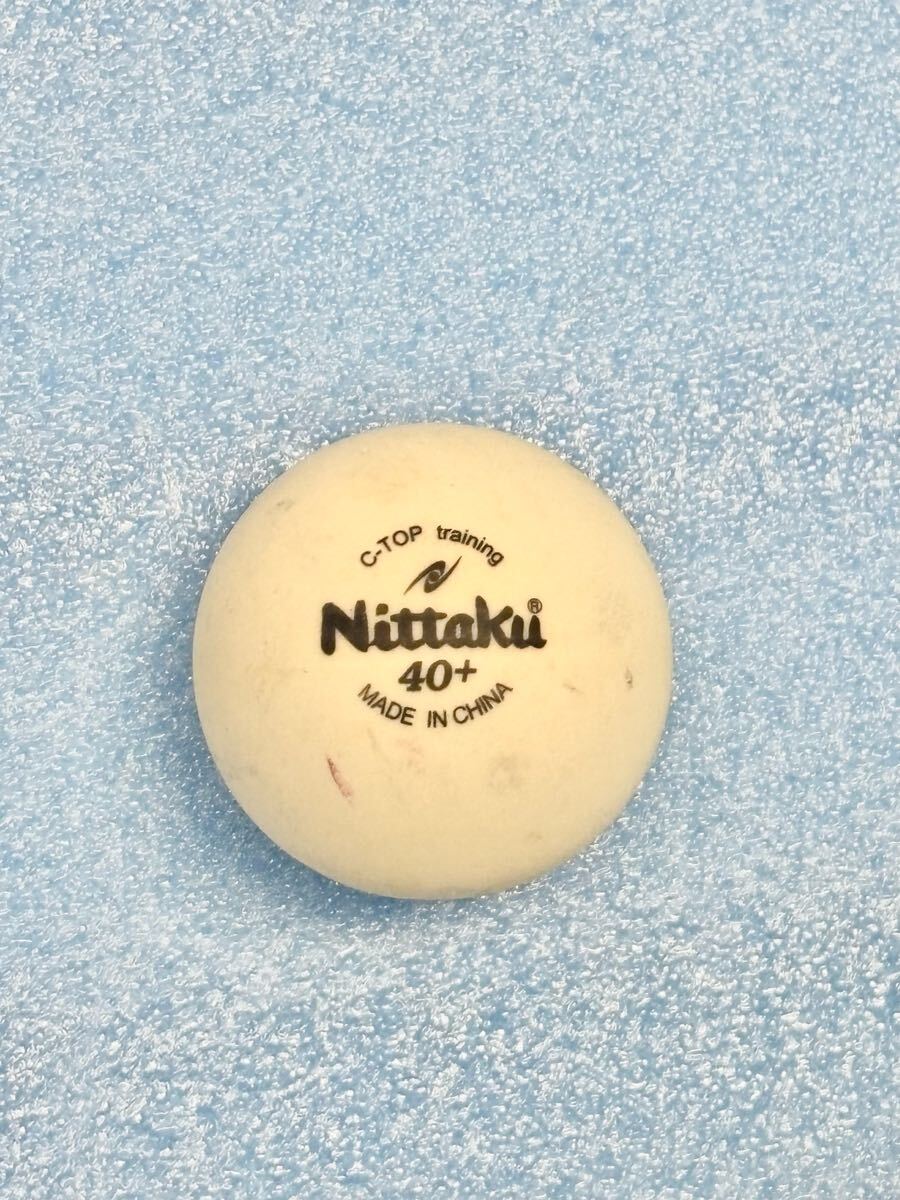 C-TOP training
Nittaku®
40+
MADE IN CHINA